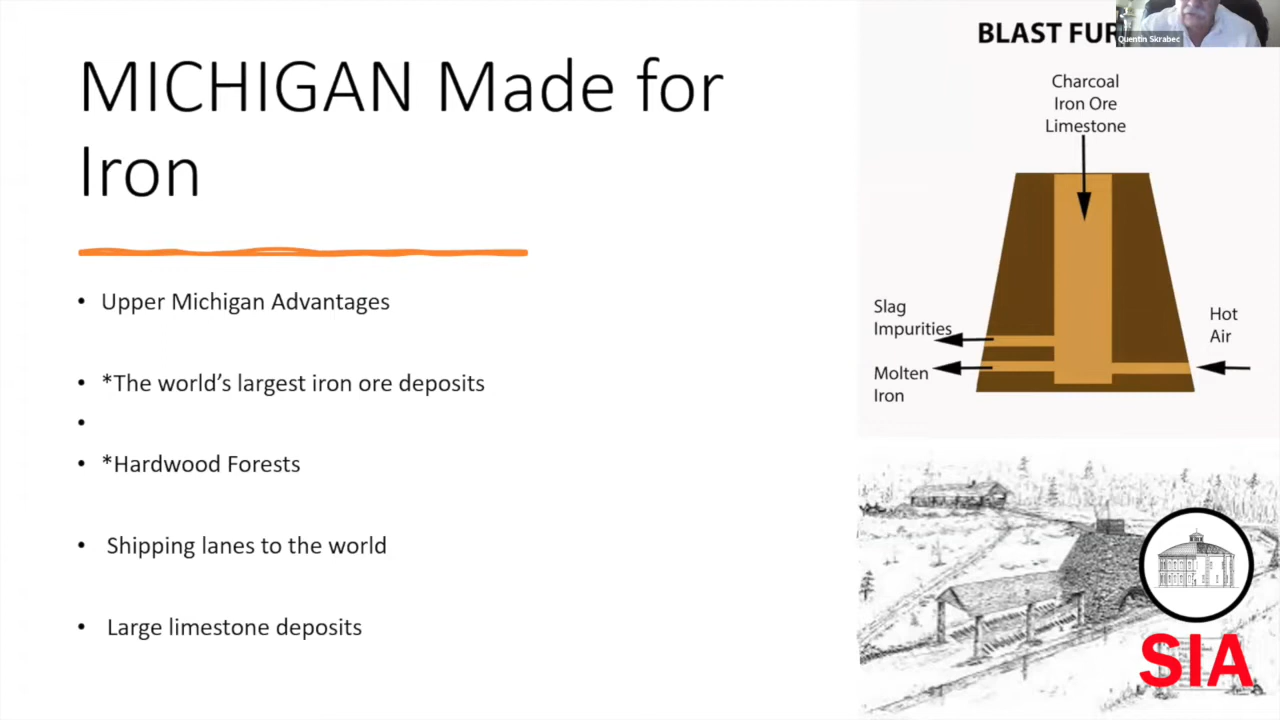 MICHIGAN Made for
Iron
• Upper Michigan Advantages
• *The world’s largest iron ore deposits
•
• *Hardwood Forests
• Shipping lanes to the world
• Large limestone deposits
BLAST FUR
Quentin Skrabec
Charcoal
Iron Ore
Limestone
Slag
Impurities
Hot
Air
Molten
Iron
SIA